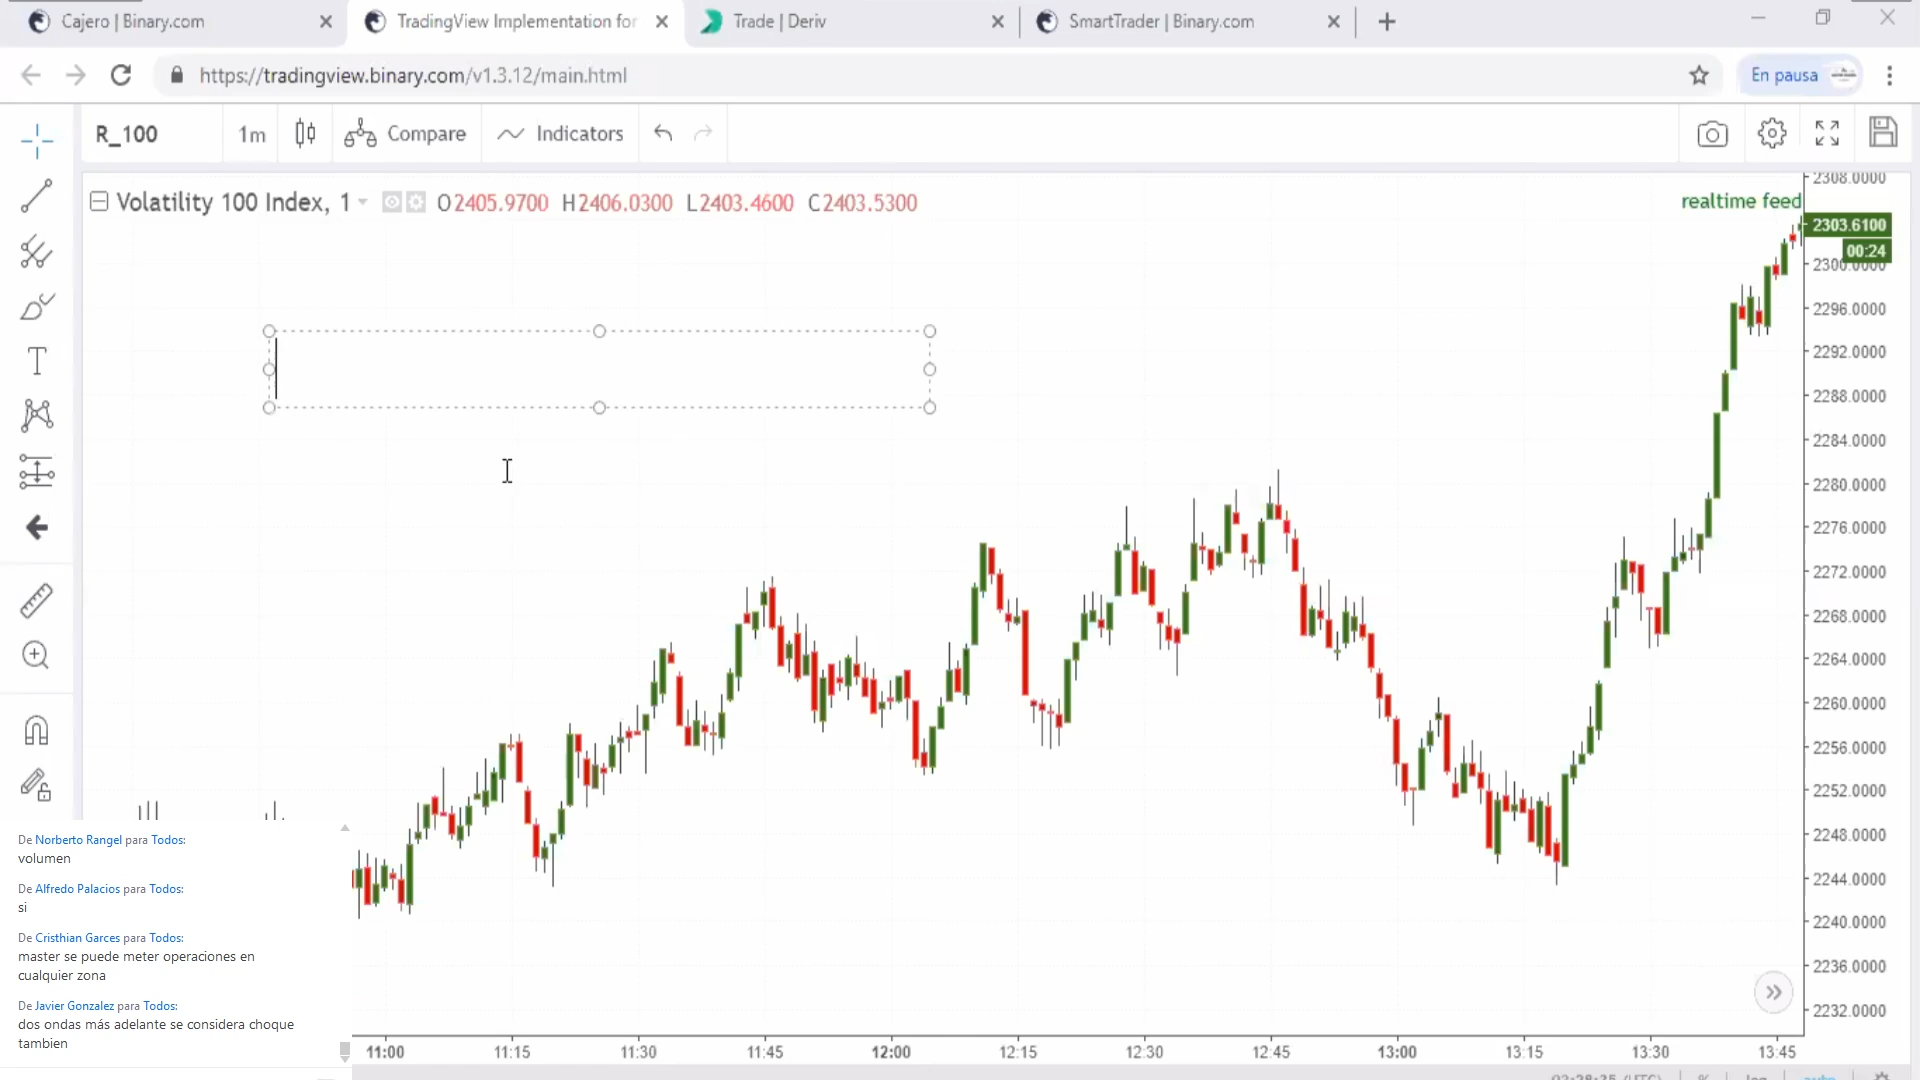 Cajero | Binary.com
TradingView Implementation for
Trade | Deriv
SmartTrader | Binary.com
https://tradingview.binary.com/v1.3.12/main.html
En pausa
R_100
1m
Compare
Indicators
Volatility 100 Index, 1
O2405.9700 H2406.0300 L2403.4600 C2403.5300
realtime feed
2308.0000
2303.6100
00:24
2300.0000
2296.0000
2292.0000
2288.0000
2284.0000
2280.0000
2276.0000
2272.0000
2268.0000
2264.0000
2260.0000
2256.0000
2252.0000
2248.0000
2244.0000
2240.0000
2236.0000
2232.0000
De Norberto Rangel para Todos:
volumen
De Alfredo Palacios para Todos:
si
De Cristhian Garces para Todos:
master se puede meter operaciones en
cualquier zona
De Javier Gonzalez para Todos:
dos ondas más adelante se considera choque
tambien
11:00 11:15 11:30 11:45 12:00 12:15 12:30 12:45 13:00 13:15 13:30 13:45